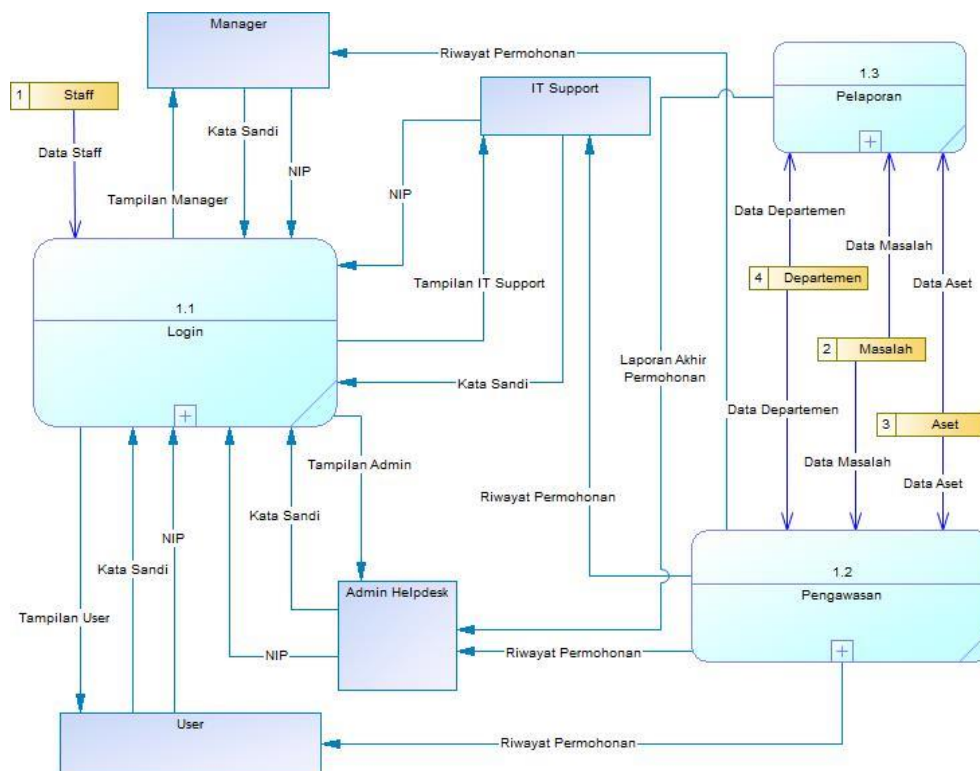 Manager
Riwayat Permohonan
1.3
Pelaporan
1 Staff
IT Support
Kata Sandi
Data Staff
NIP
NIP
Tampilan Manager
Data Departemen
Data Masalah
Data Aset
4 Departemen
Tampilan IT Support
1.1
Login
2 Masalah
Laporan Akhir
Permohonan
Kata Sandi
Data Departemen
3 Aset
Tampilan Admin
Data Masalah
Riwayat Permohonan
Data Aset
Kata Sandi
NIP
Kata Sandi
1.2
Pengawasan
Admin Helpdesk
Tampilan User
NIP
Riwayat Permohonan
User
Riwayat Permohonan